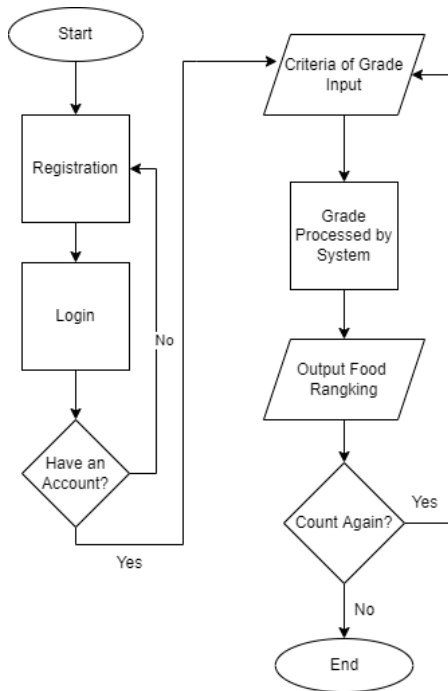 Start
Registration
Login
Have an
Account?
No
Yes
Criteria of Grade
Input
Grade
Processed by
System
Output Food
Rangking
Count Again?
Yes
No
End